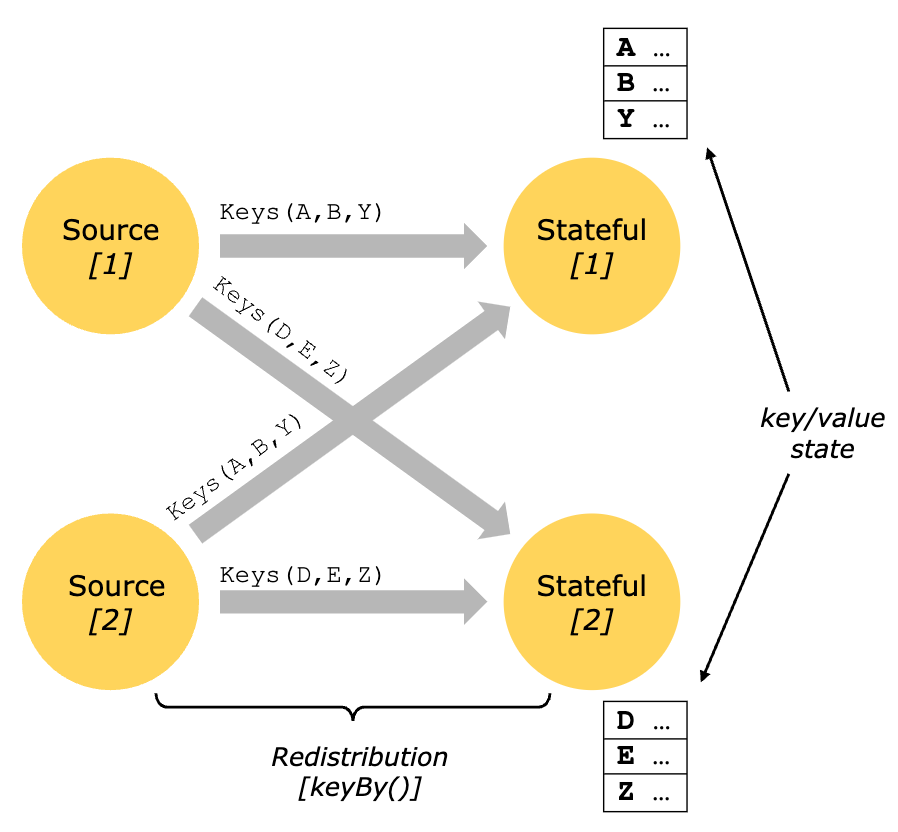 A …
B …
Y …
Keys(A,B,Y)
Source
[1]
Stateful
[1]
Keys(D,E,Z)
key/value
state
Keys(A,B,Y)
Keys(D,E,Z)
Source
[2]
Stateful
[2]
Redistribution
[keyBy()]
D …
E …
Z …